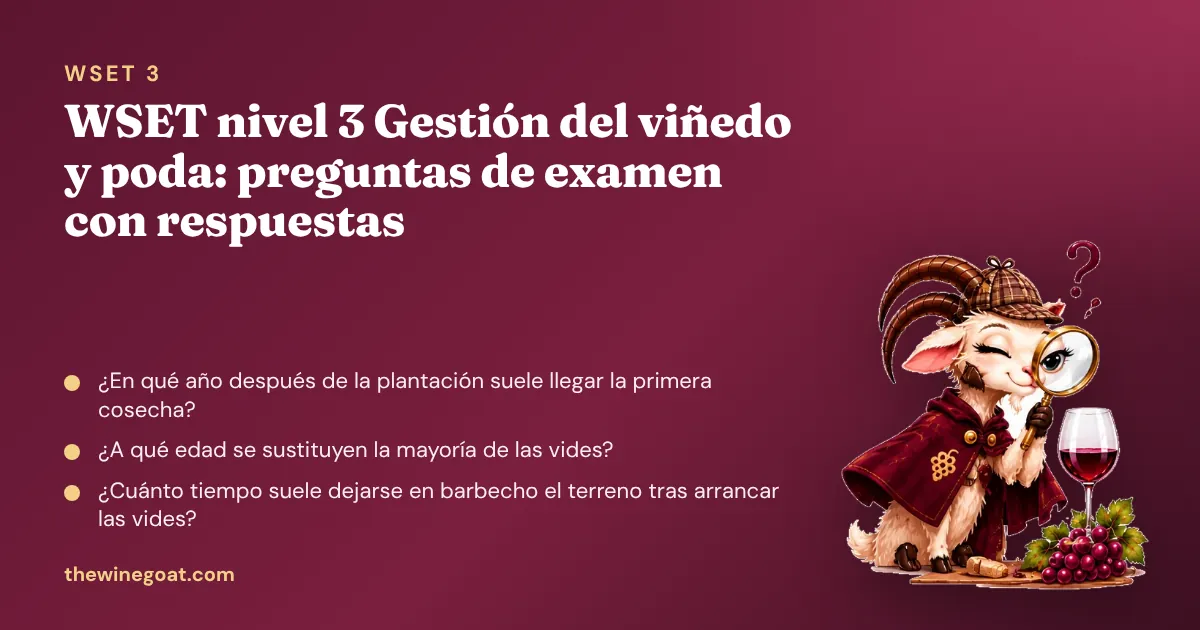 WSET 3
WSET nivel 3 Gestión del viñedo
y poda: preguntas de examen
con respuestas
¿En qué año después de la plantación suele llegar la primera
cosecha?
¿A qué edad se sustituyen la mayoría de las vides?
¿Cuánto tiempo suele dejarse en barbecho el terreno tras arrancar
las vides?
thewinegoat.com